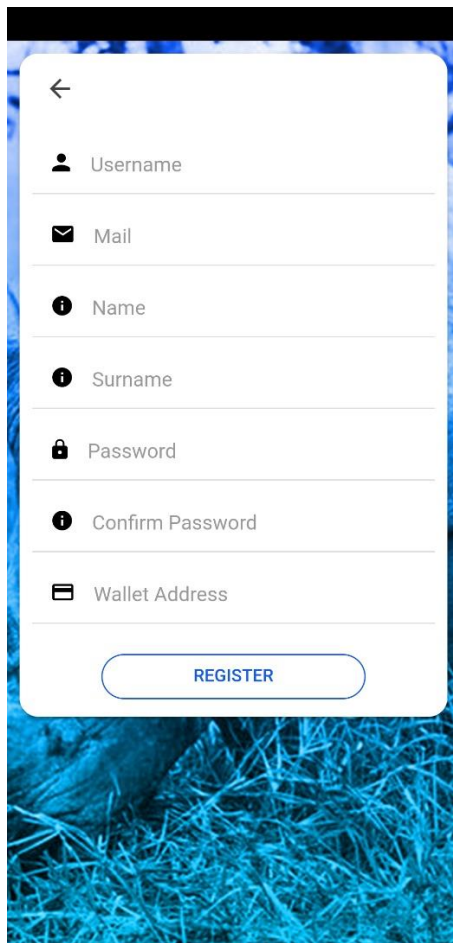 Username
Mail
Name
Surname
Password
Confirm Password
Wallet Address
REGISTER